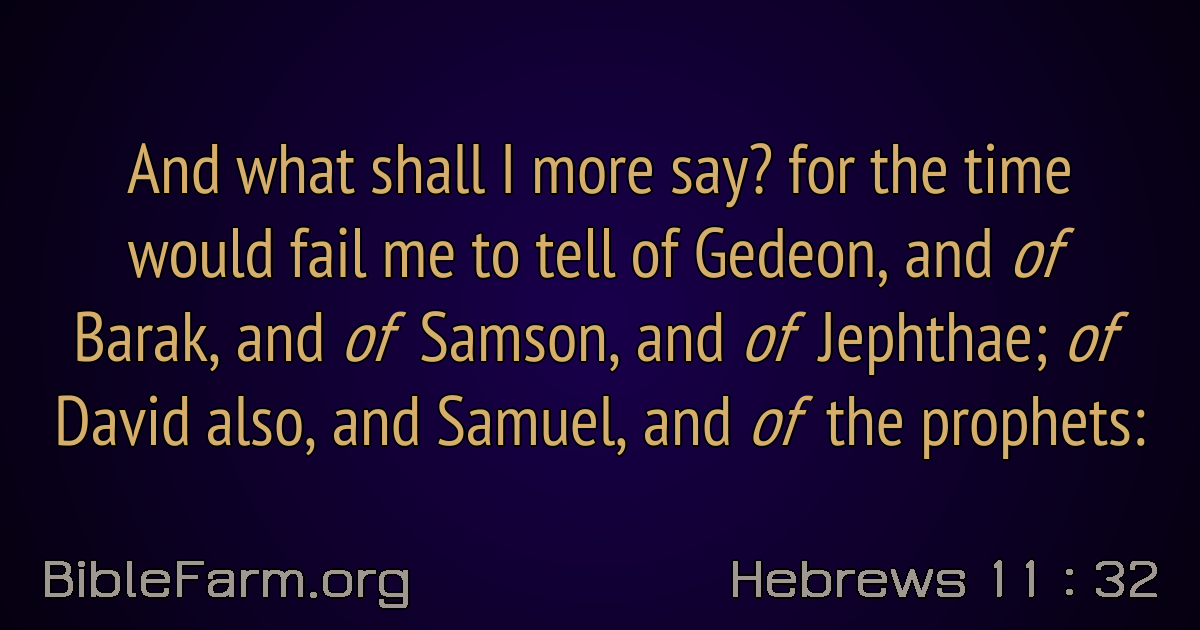 And what shall I more say? for the time
would fail me to tell of Gedeon, and of
Barak, and of Samson, and of Jephthae; of
David also, and Samuel, and of the prophets:
BibleFarm.org
Hebrews 11 : 32